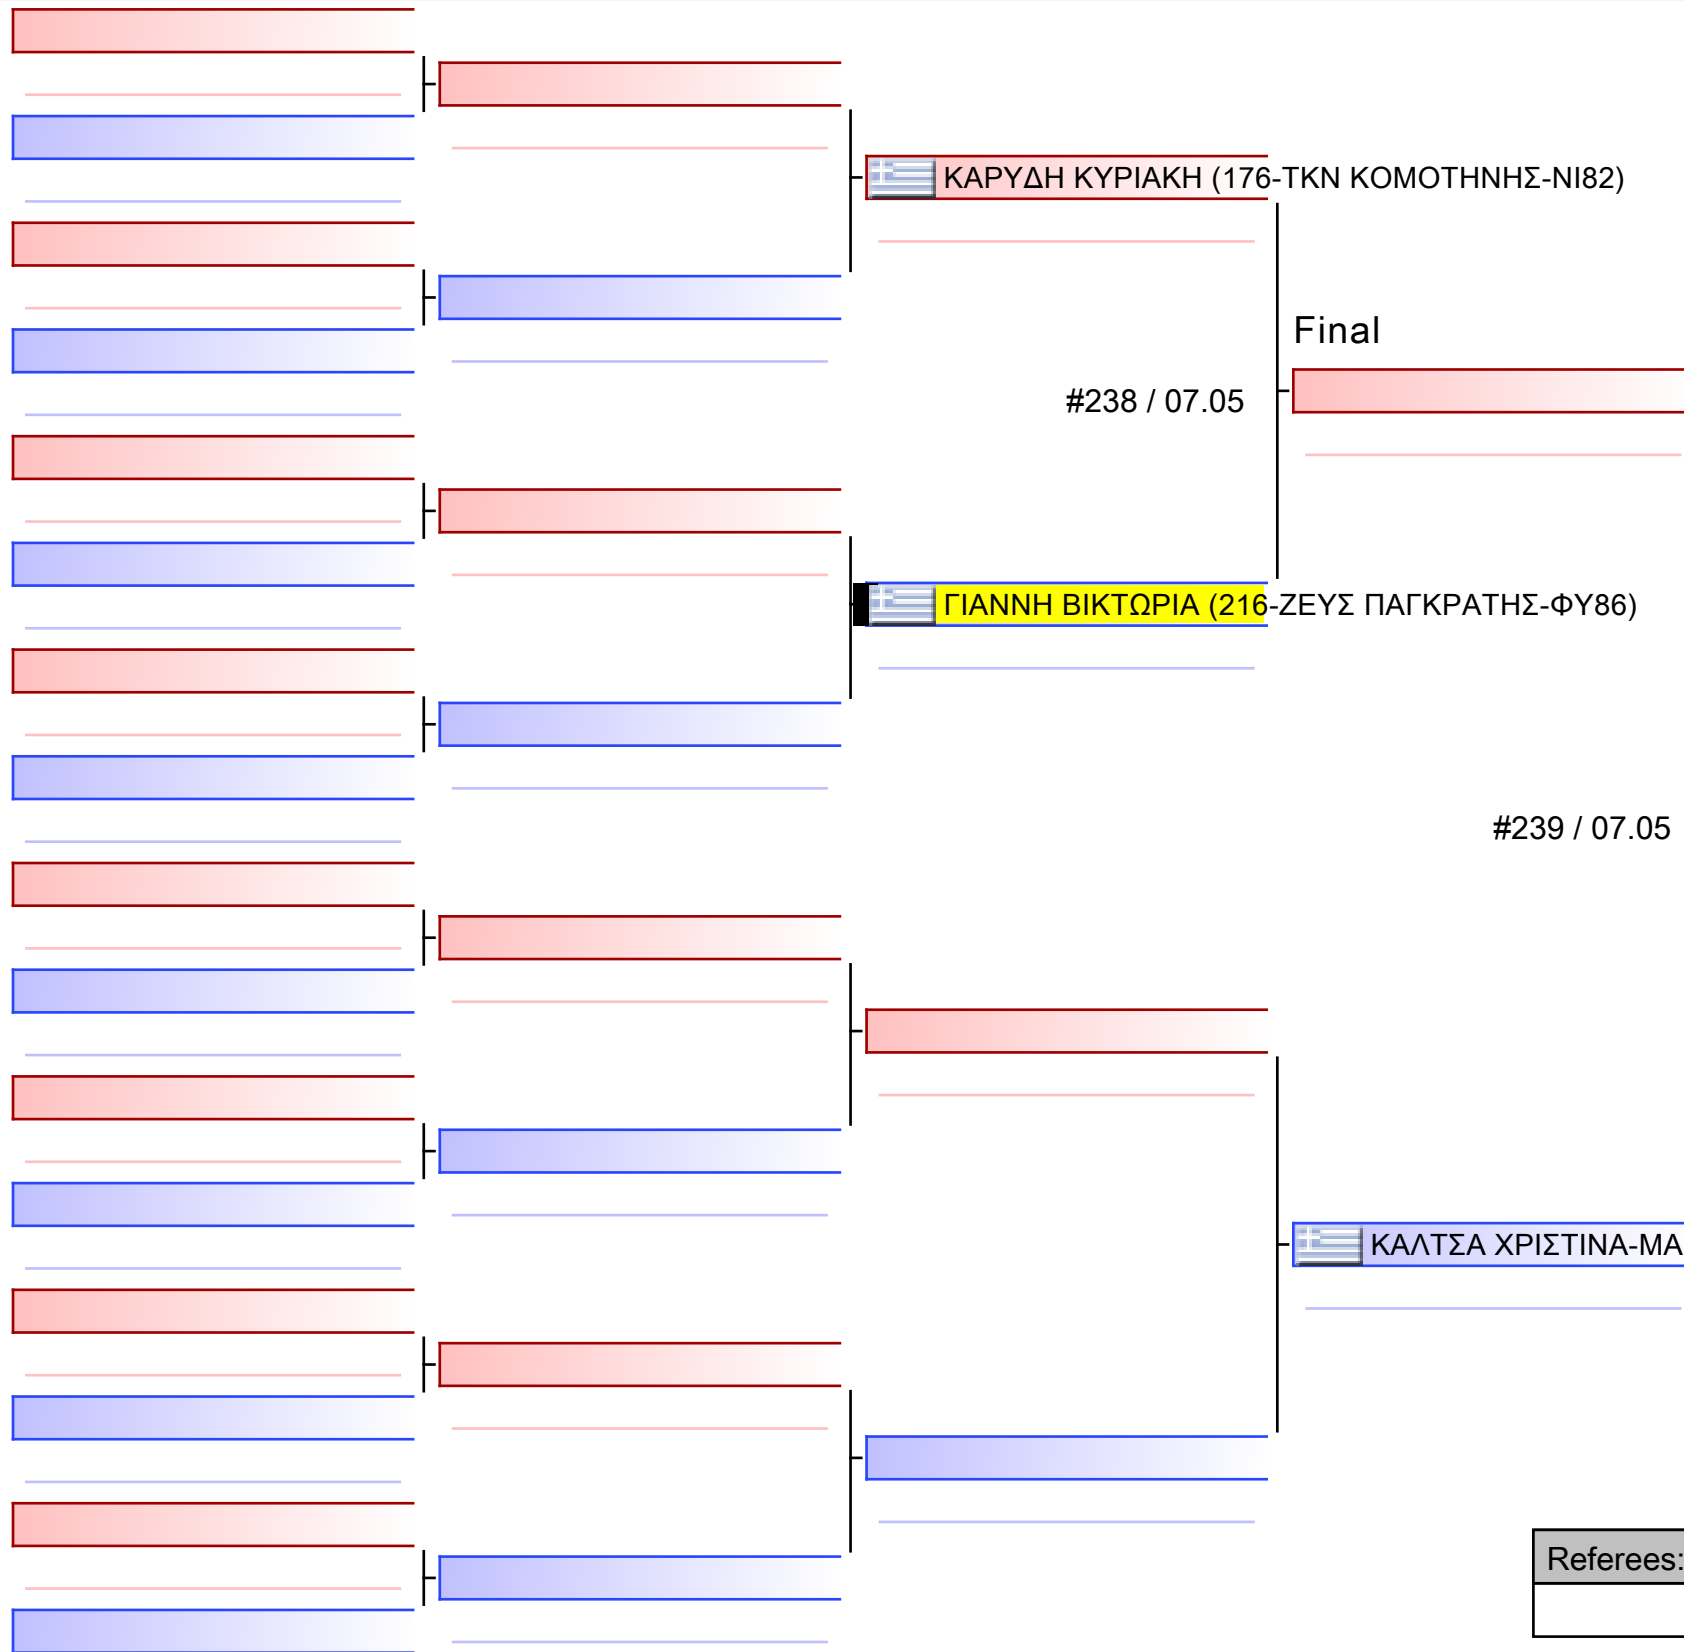 ΚΑΡΥΔΗ ΚΥΡΙΑΚΗ (176-ΤΚΝ ΚΟΜΟΤΗΝΗΣ-ΝΙ82)
Final
#238 / 07.05
ΓΙΑΝΝΗ ΒΙΚΤΩΡΙΑ (216-ΖΕΥΣ ΠΑΓΚΡΑΤΗΣ-ΦΥ86)
#239 / 07.05
ΚΑΛΤΣΑ ΧΡΙΣΤΙΝΑ-ΜΑ
Referees: